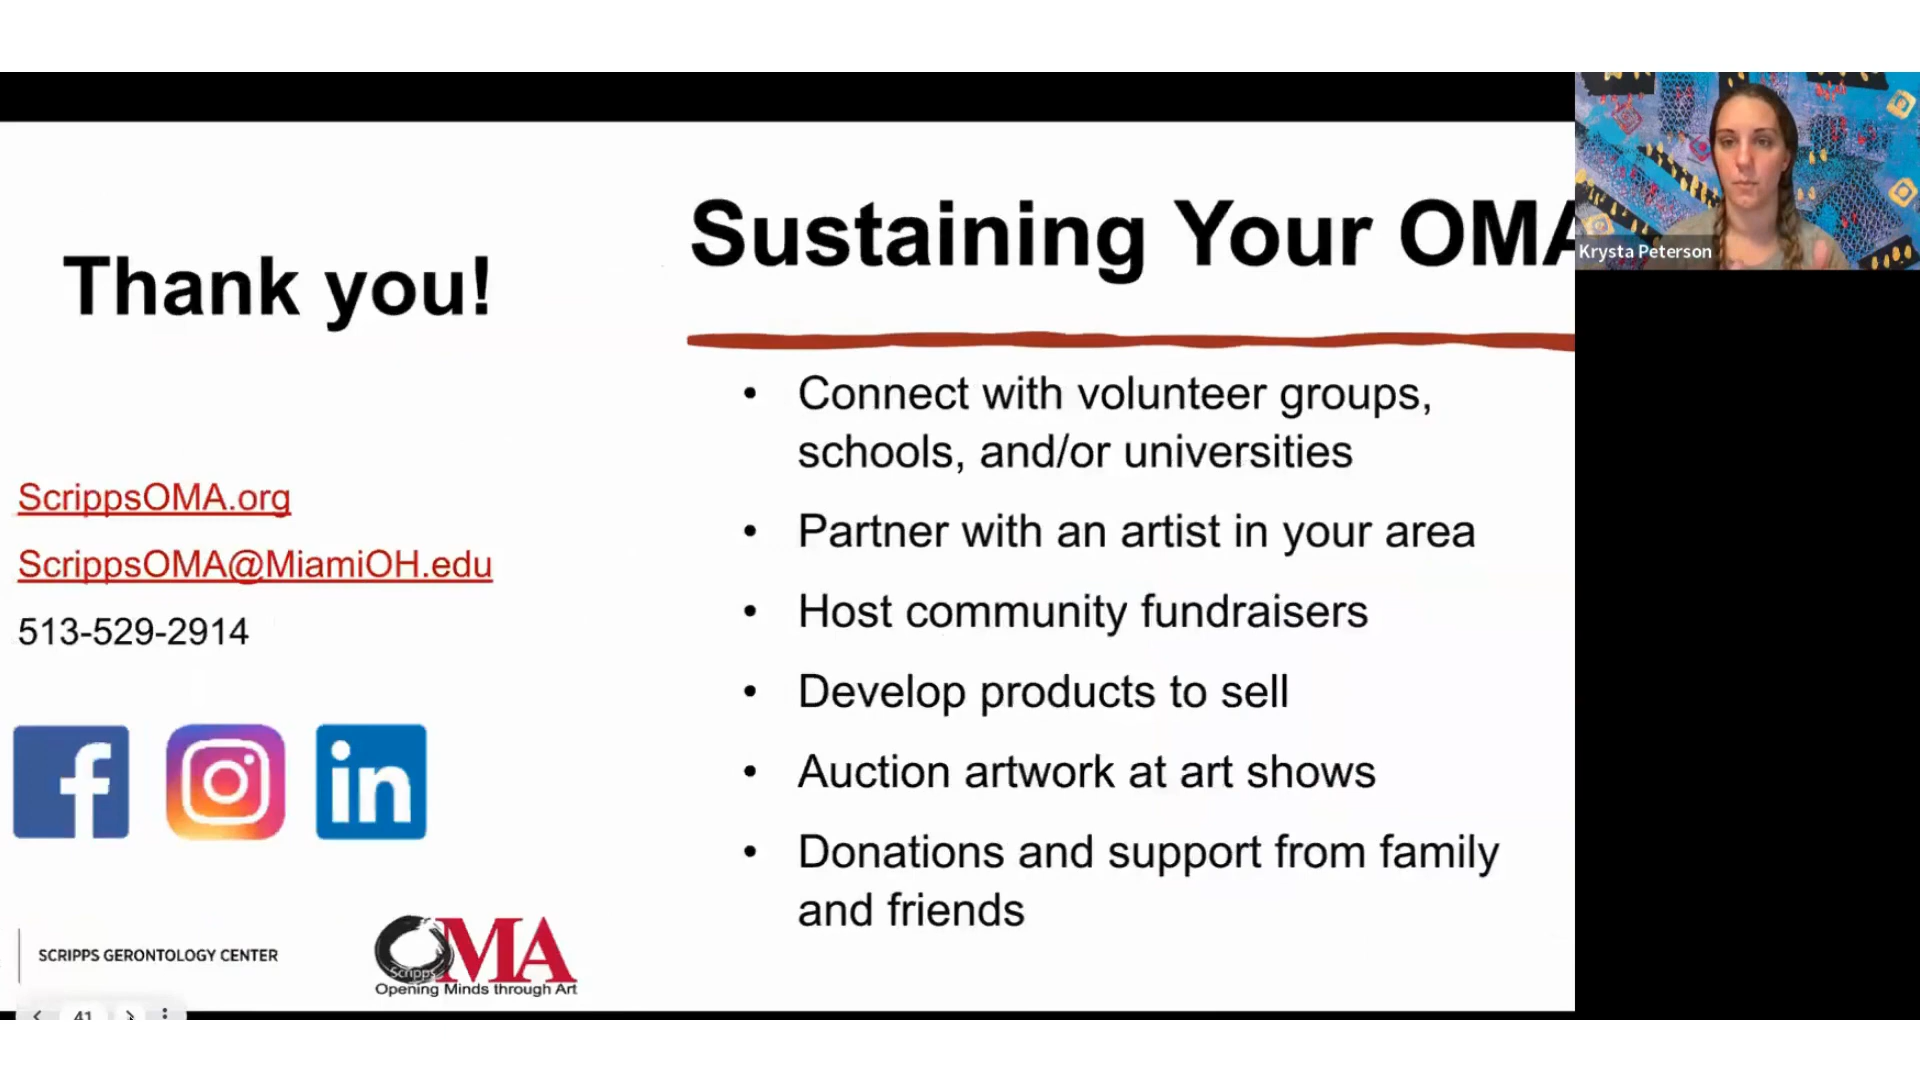 Thank you!
ScrippsOMA.org
ScrippsOMA@MiamiOH.edu
513-529-2914
SCRIPPS GERONTOLOGY CENTER
Scripps
OMA
Opening Minds through Art
41
Sustaining Your OMA
• Connect with volunteer groups,
schools, and/or universities
• Partner with an artist in your area
• Host community fundraisers
• Develop products to sell
• Auction artwork at art shows
• Donations and support from family
and friends
Krysta Peterson